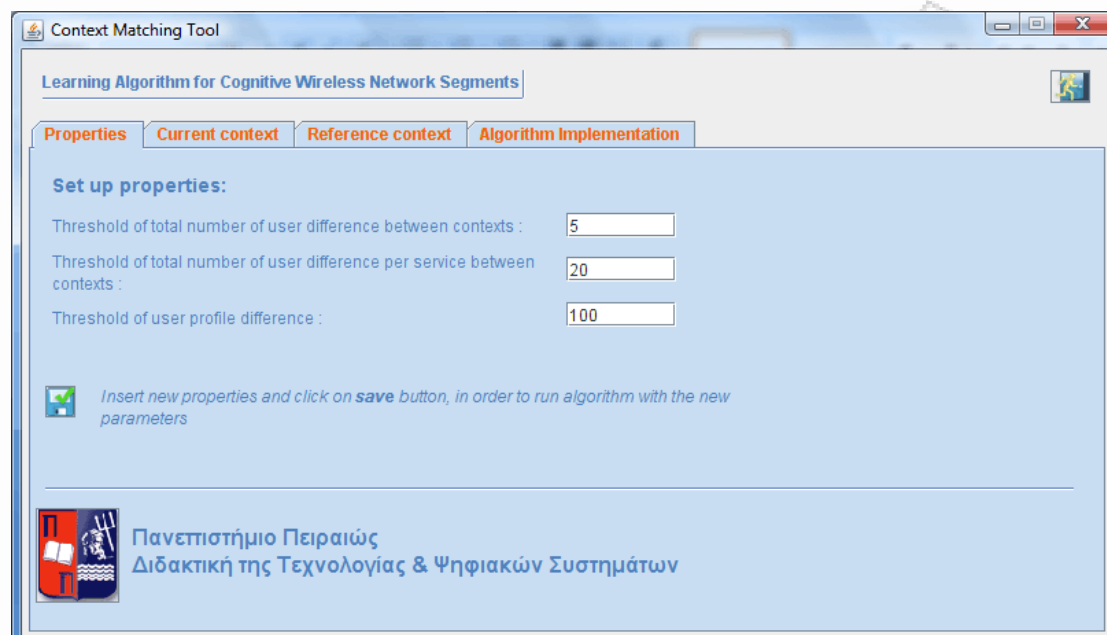 Context Matching Tool
Learning Algorithm for Cognitive Wireless Network Segments
Properties Current context Reference context Algorithm Implementation
Set up properties:
Threshold of total number of user difference between contexts : 5
Threshold of total number of user difference per service between
contexts : 20
Threshold of user profile difference : 100
Insert new properties and click on save button, in order to run algorithm with the new
parameters
Πανεπιστήμιο Πειραιώς
Διδακτική της Τεχνολογίας & Ψηφιακών Συστημάτων